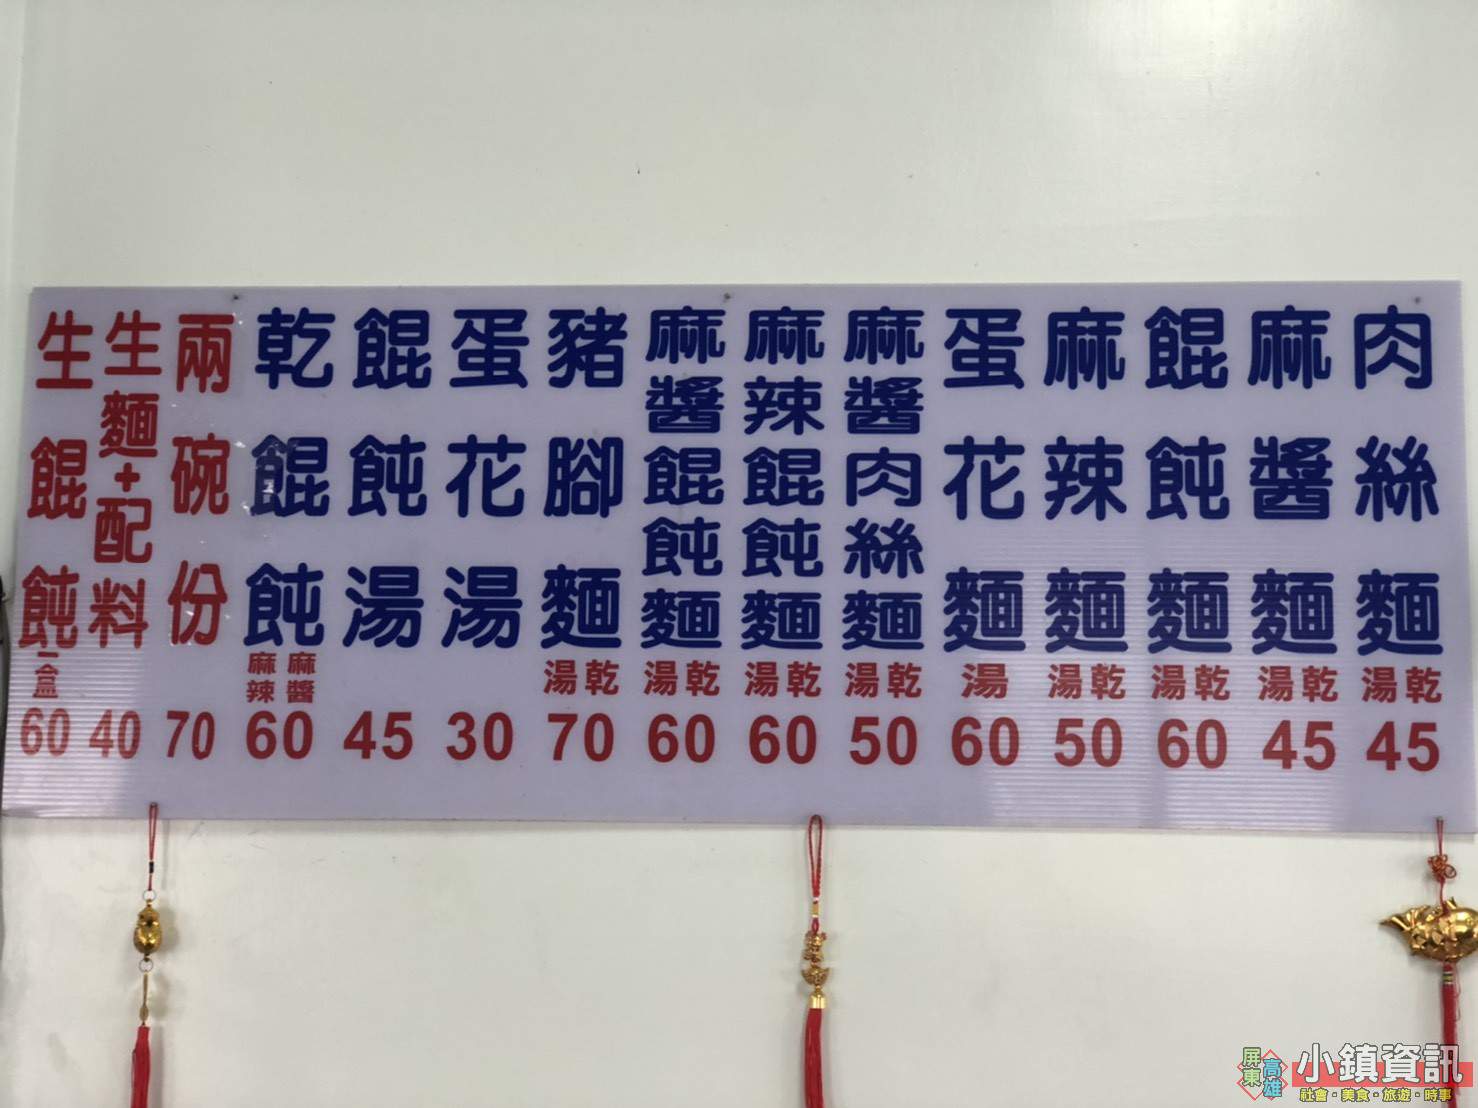 肉絲麵 湯 乾 45
麻醬麵 湯 乾 45
餛飩麵 湯 乾 60
麻辣麵 湯 乾 50
蛋花麵 湯 60
麻醬肉絲麵 湯 乾 50
麻辣餛飩麵 湯 乾 60
麻醬餛飩麵 湯 乾 60
豬腳麵 湯 乾 70
蛋花湯 30
餛飩湯 45
乾餛飩 麻醬 麻辣 60
兩碗份 70
生麵+配料 40
生餛飩 一盒 60
屏東 高雄 小鎮資訊
社會·美食·旅遊·時事